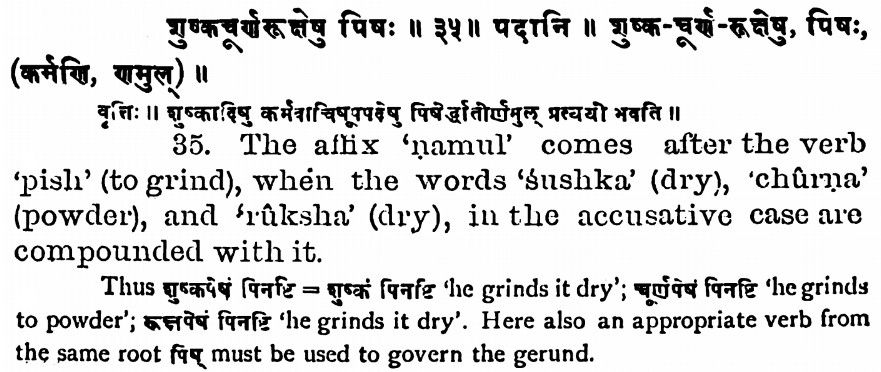 शुष्कचूर्णरूक्षेषु पिषः ॥ ३५॥ पदानि ॥ शुष्क-चूर्ण-रूक्षेषु, पिषः,
(कर्मणि, णमुल्) ॥
वृत्तिः ॥ शुष्कादिषु कर्मवाचिषूपपदेषु पिषेर्द्धातोर्णमुल् प्रत्ययो भवति ॥
35. The affix ‘ṇamul’ comes after the verb
‘pish’ (to grind), when the words ‘śushka’ (dry), ‘chûrṇa’
(powder), and ‘rûksha’ (dry), in the accusative case are
compounded with it.
Thus शुष्कपेषं पिनष्टि = शुष्कं पिनष्टि ‘he grinds it dry’; चूर्णपेषं पिनष्टि ‘he grinds
to powder’; रूक्षपेषं पिनष्टि ‘he grinds it dry’. Here also an appropriate verb from
the same root पिष् must be used to govern the gerund.